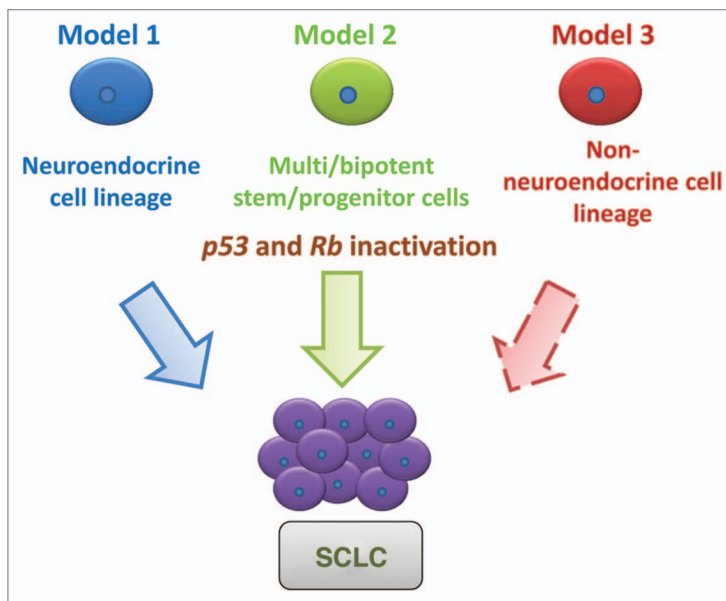 Model 1
Model 2
Model 3
Neuroendocrine
cell lineage
Multi/bipotent
stem/progenitor cells
Non-
neuroendocrine cell
lineage
p53 and Rb inactivation
SCLC